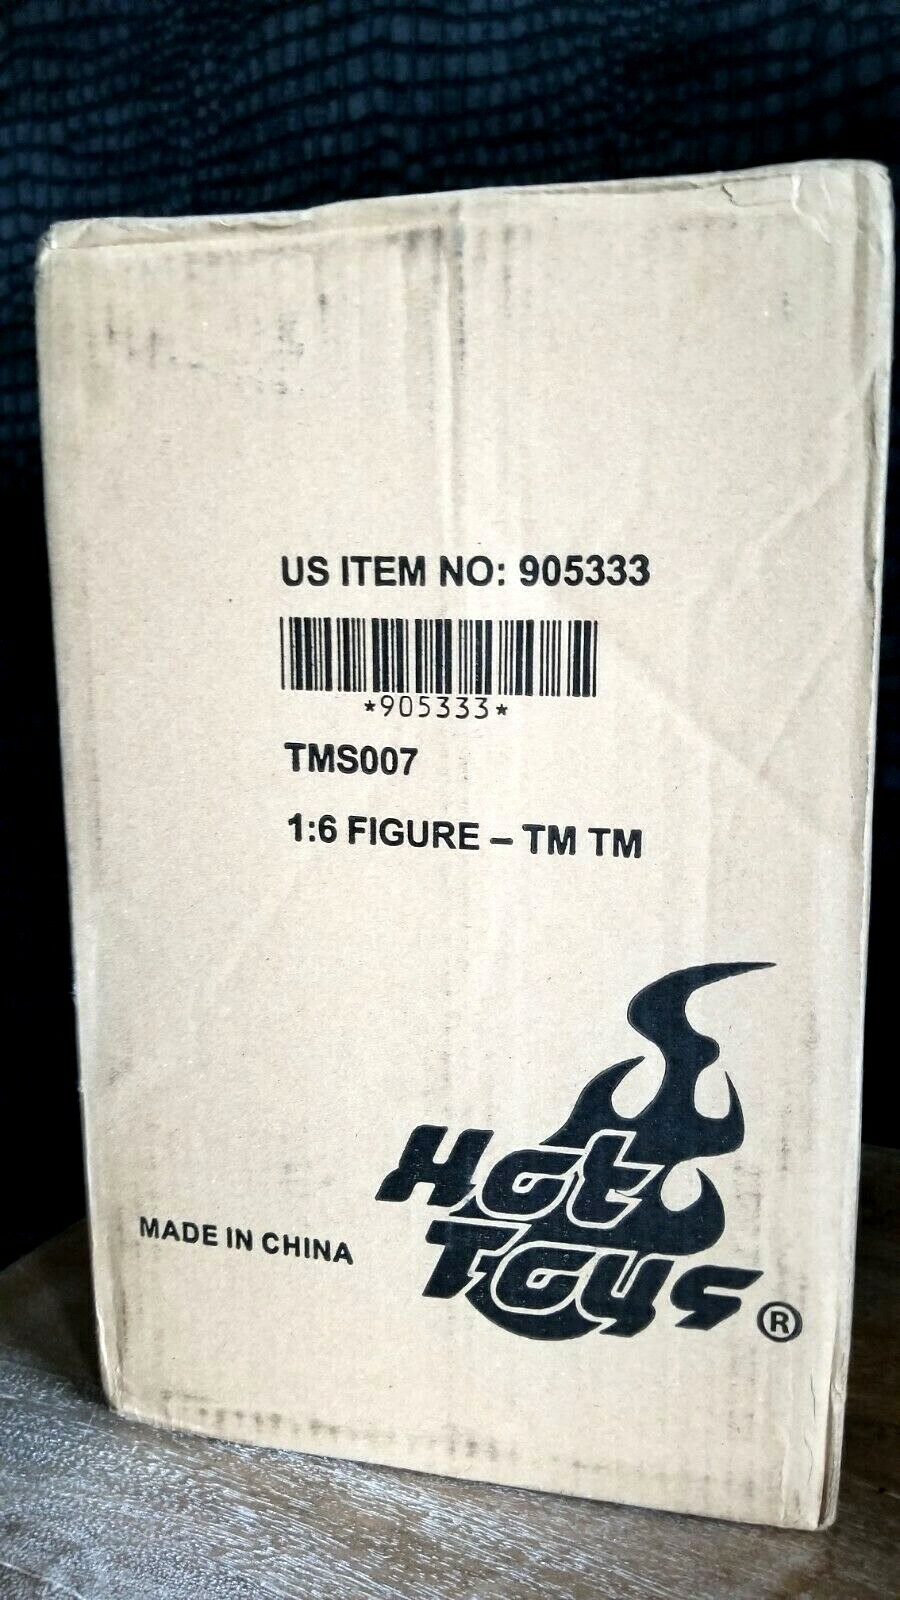 US ITEM NO: 905333
*905333*
TMS007
1:6 FIGURE – TM TM
Hot
Toys ®
MADE IN CHINA